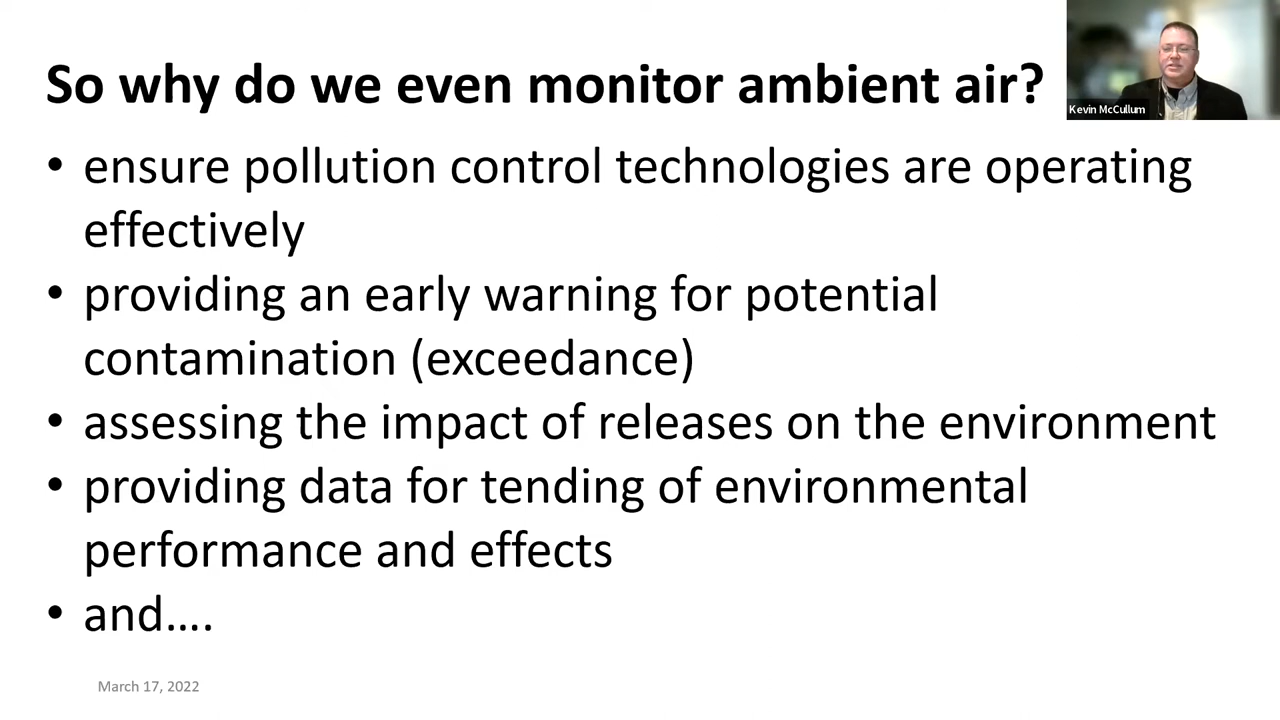 So why do we even monitor ambient air?
Kevin McCullum
• ensure pollution control technologies are operating
effectively
• providing an early warning for potential
contamination (exceedance)
• assessing the impact of releases on the environment
• providing data for tending of environmental
performance and effects
• and....
March 17, 2022